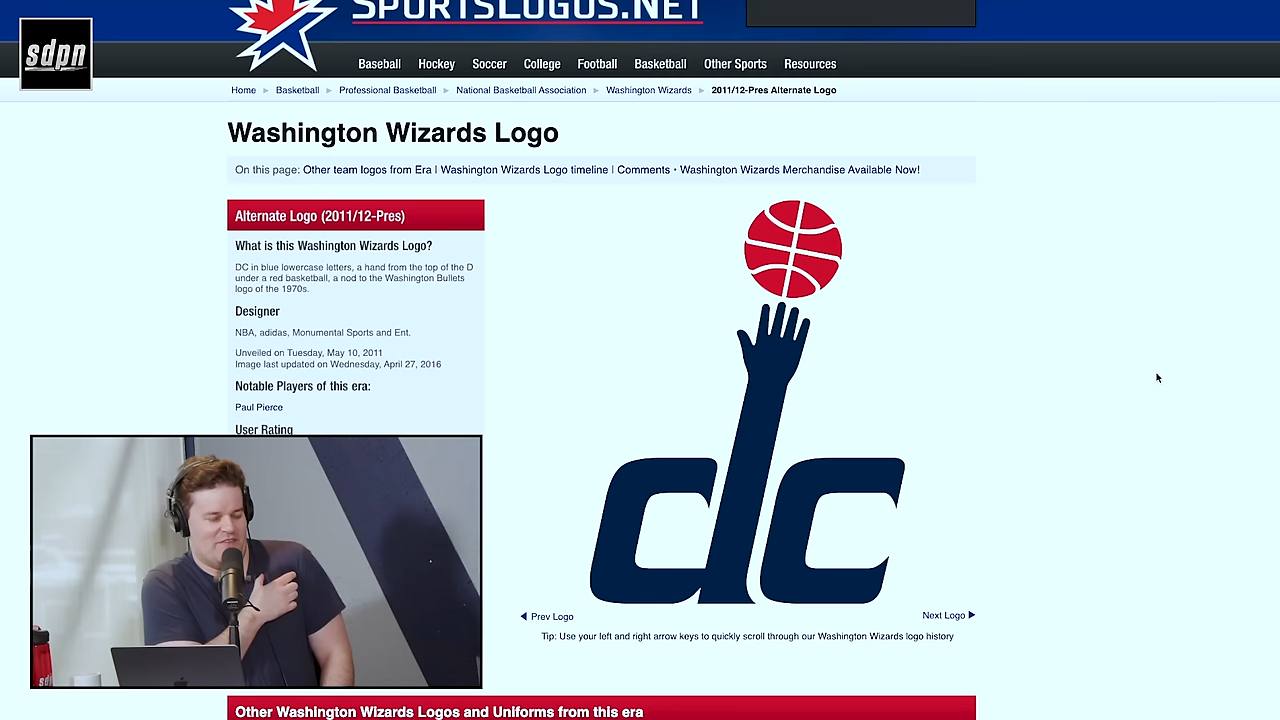 SPORTSLOGOS.NET
sdpn
Baseball Hockey Soccer College Football Basketball Other Sports Resources
Home Basketball Professional Basketball National Basketball Association Washington Wizards 2011/12-Pres Alternate Logo
Washington Wizards Logo
On this page: Other team logos from Era | Washington Wizards Logo timeline | Comments • Washington Wizards Merchandise Available Now!
Alternate Logo (2011/12-Pres)
What is this Washington Wizards Logo?
DC in blue lowercase letters, a hand from the top of the D
under a red basketball, a nod to the Washington Bullets
logo of the 1970s.
Designer
NBA, adidas, Monumental Sports and Ent.
Unveiled on Tuesday, May 10, 2011
Image last updated on Wednesday, April 27, 2016
Notable Players of this era:
Paul Pierce
User Rating
dc
Prev Logo
Next Logo
Tip: Use your left and right arrow keys to quickly scroll through our Washington Wizards logo history
Other Washington Wizards Logos and Uniforms from this era